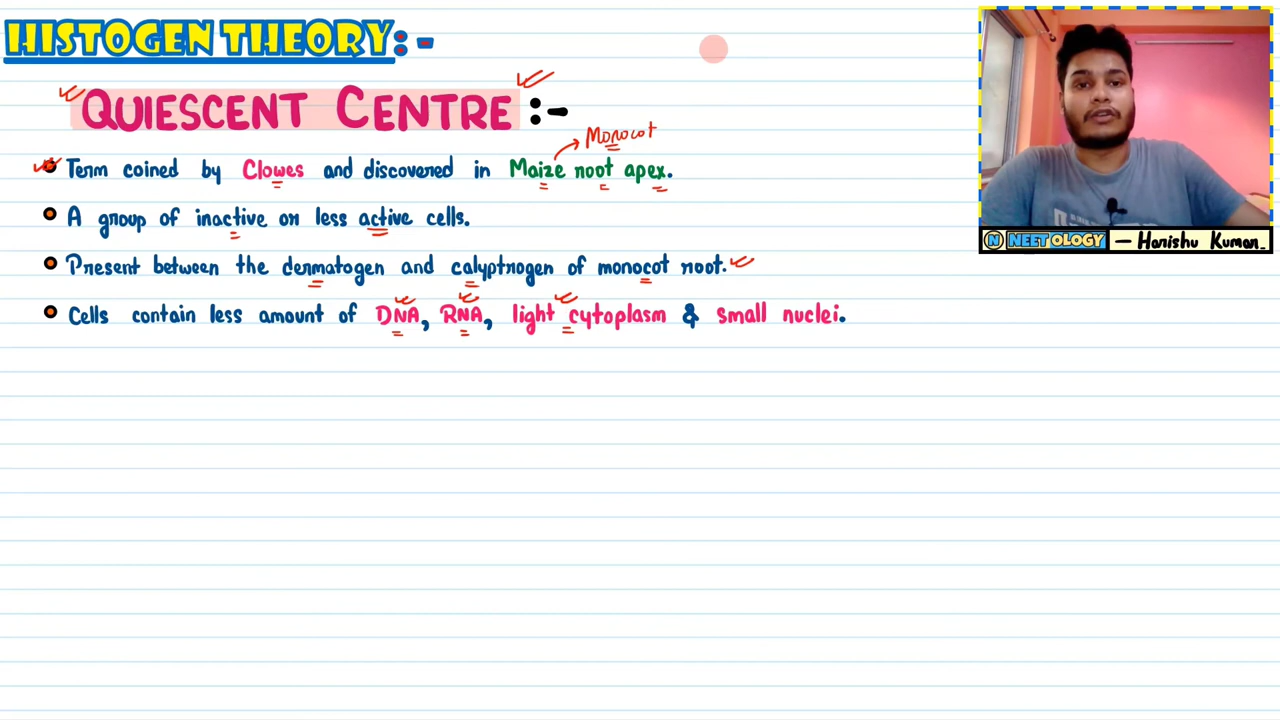 HISTOGEN THEORY:-
QUIESCENT CENTRE :-
Monocot
Term coined by Clowes and discovered in Maize root apex.
A group of inactive or less active cells.
Present between the dermatogen and calyptrogen of monocot root.
Cells contain less amount of DNA, RNA, light cytoplasm & small nuclei.
N NEETOLOGY — Harishu Kumar